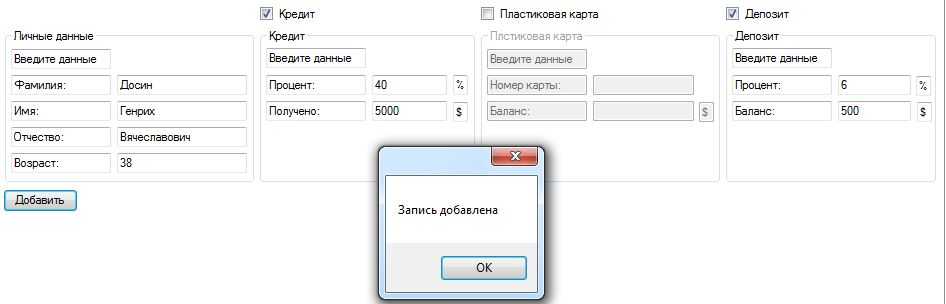 Кредит
Пластиковая карта
Депозит
Личные данные
Введите данные
Фамилия: Досин
Имя: Генрих
Отчество: Вячеславович
Возраст: 38
Добавить
Кредит
Введите данные
Процент: 40 %
Получено: 5000 $
Плстиковая карта
Введите данные
Номер карты:
Баланс: $
Депозит
Введите данные
Процент: 6 %
Баланс: 500 $
Запись добавлена
OK